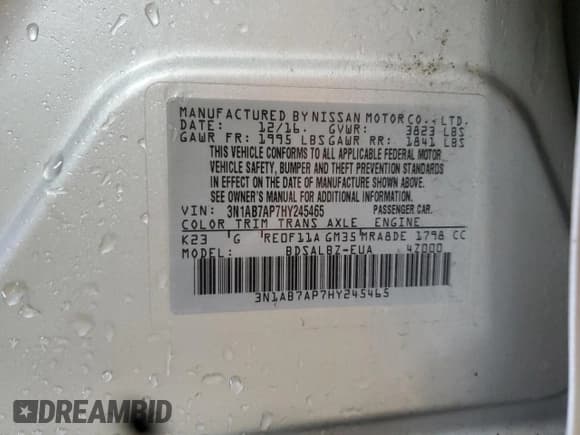 MANUFACTURED BY NISSAN MOTOR CO., LTD.
DATE: 12/16. GVWR: 3823 LBS
GAWR FR: 1995 LBS GAWR RR: 1841 LBS
THIS VEHICLE CONFORMS TO ALL APPLICABLE FEDERAL MOTOR
VEHICLE SAFETY, BUMPER AND THEFT PREVENTION STANDARDS
IN EFFECT ON THE DATE OF MANUFACTURE SHOWN ABOVE.
SEE OWNER'S MANUAL FOR ADDITIONAL INFORMATION.
VIN: 3N1AB7AP7HY245465 PASSENGER CAR.
COLOR TRIM TRANS AXLE ENGINE
K23 G RE0F11A GM35 MRA8DE 1798 CC
MODEL: BDSALBZ-EUA 4Z000
3N1AB7AP7HY245465
DREAMBID